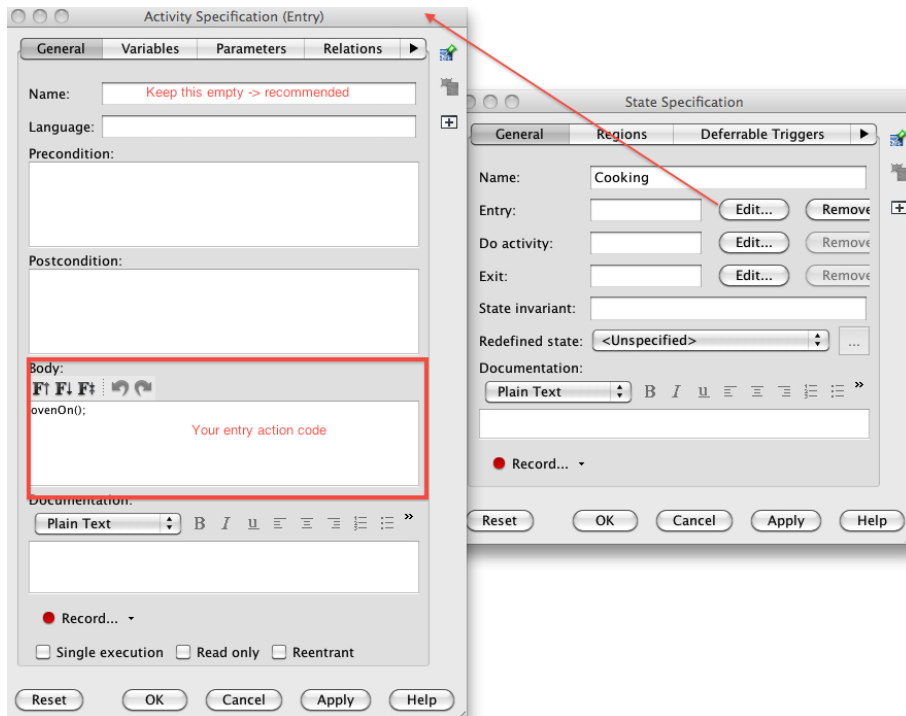 Activity Specification (Entry)
General Variables Parameters Relations
Name: Keep this empty -> recommended
Language:
Precondition:
Postcondition:
Body:
F↑ F↓ F‡
ovenOn();
Your entry action code
Documentation:
Plain Text B I u »
Record...
Single execution Read only Reentrant
Reset OK Cancel Apply Help
State Specification
General Regions Deferrable Triggers
Name: Cooking
Entry: Edit... Remove
Do activity: Edit... Remove
Exit: Edit... Remove
State invariant:
Redefined state: <Unspecified> ...
Documentation:
Plain Text B I u »
Record...
Reset OK Cancel Apply Help